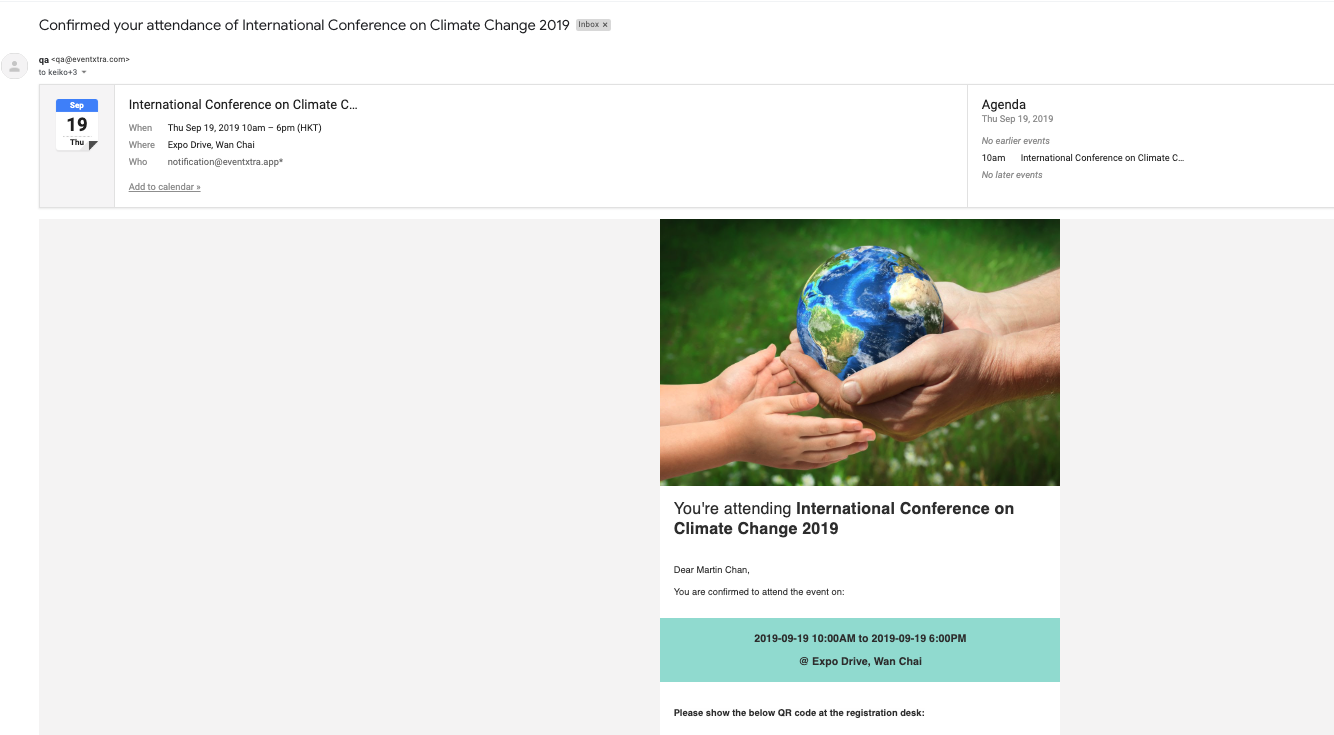 Confirmed your attendance of International Conference on Climate Change 2019 Inbox x
qa <qa@eventxtra.com>
to keiko+3
Sep
19
Thu
International Conference on Climate C...
When Thu Sep 19, 2019 10am – 6pm (HKT)
Where Expo Drive, Wan Chai
Who notification@eventxtra.app*
Add to calendar »
Agenda
Thu Sep 19, 2019
No earlier events
10am International Conference on Climate C...
No later events
You're attending International Conference on
Climate Change 2019
Dear Martin Chan,
You are confirmed to attend the event on:
2019-09-19 10:00AM to 2019-09-19 6:00PM
@ Expo Drive, Wan Chai
Please show the below QR code at the registration desk: